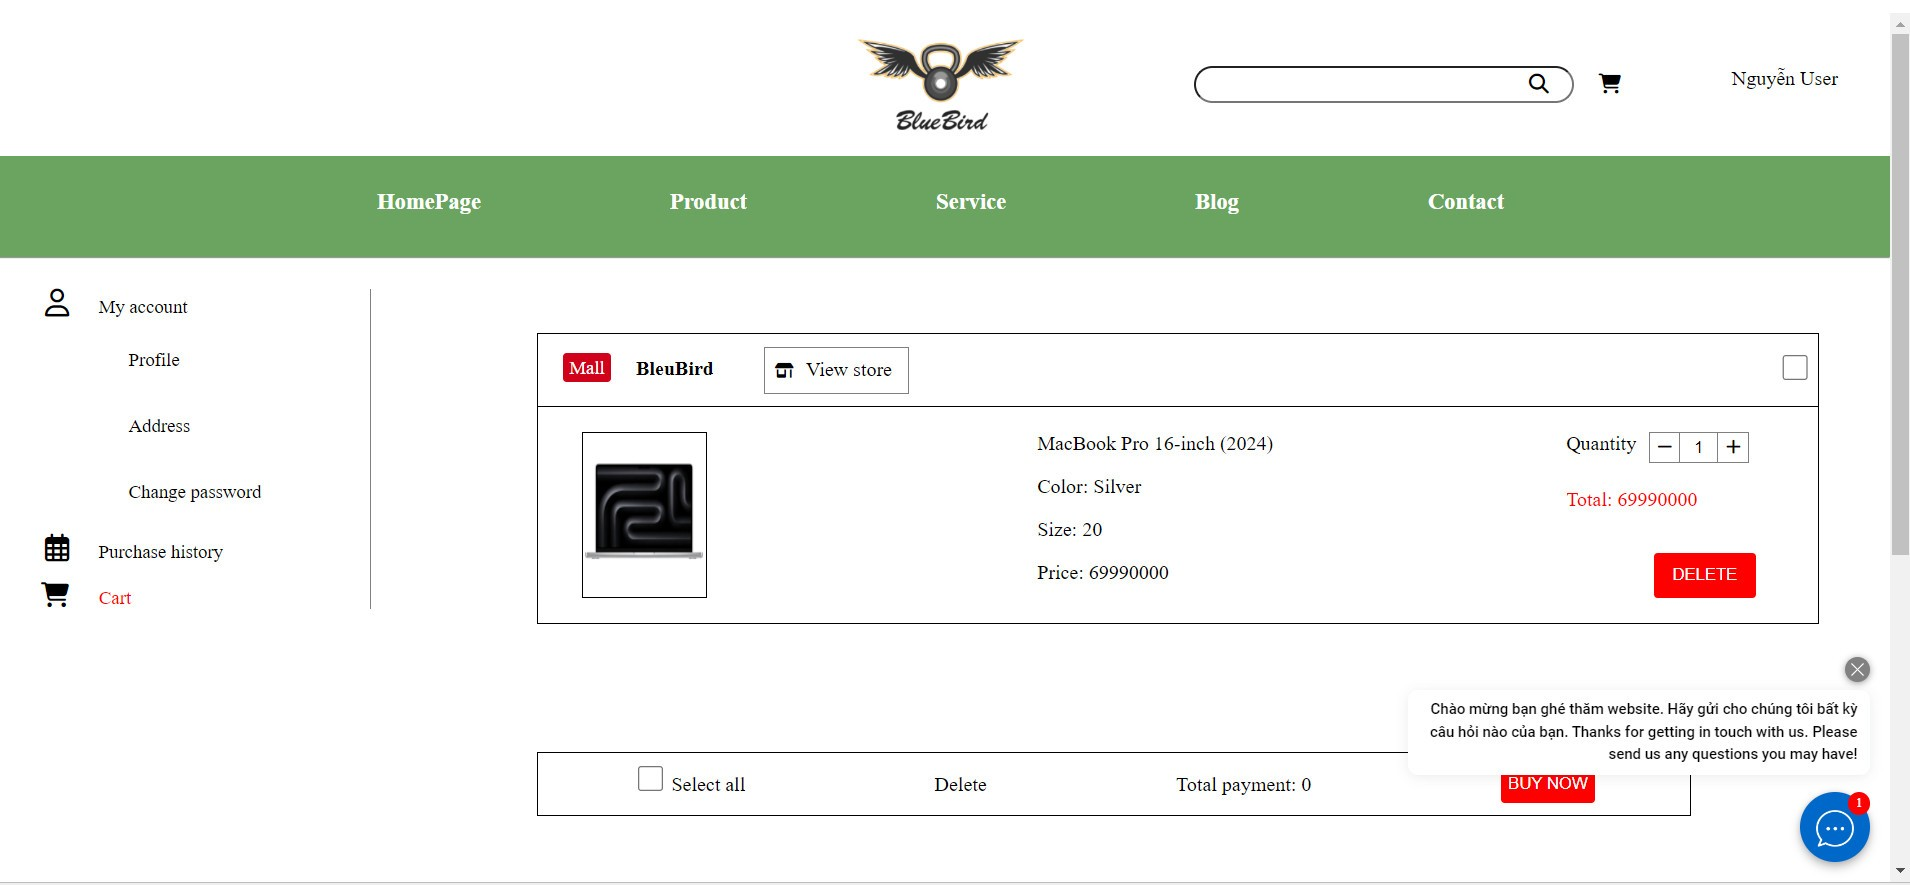 BlueBird
Nguyễn User
HomePage
Product
Service
Blog
Contact
My account
Profile
Address
Change password
Purchase history
Cart
Mall
BleuBird
View store
MacBook Pro 16-inch (2024)
Color: Silver
Size: 20
Price: 69990000
Quantity
1
Total: 69990000
DELETE
Chào mừng bạn ghé thăm website. Hãy gửi cho chúng tôi bất kỳ
câu hỏi nào của bạn. Thanks for getting in touch with us. Please
send us any questions you may have!
Select all
Delete
Total payment: 0
BUY NOW
1